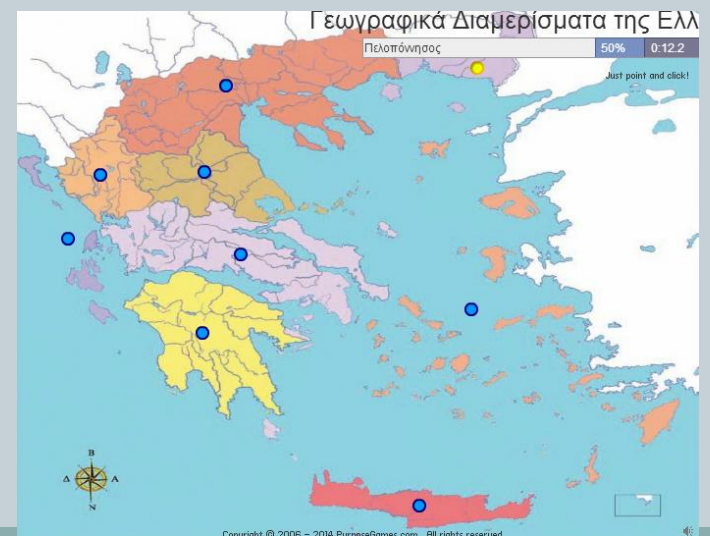 Γεωγραφικά Διαμερίσματα της Ελλ
Πελοπόννησος 50% 0:12.2
Just point and click!
Β
Δ Α
Ν
Copyright © 2006 - 2014 PurposeGames.com. All rights reserved.